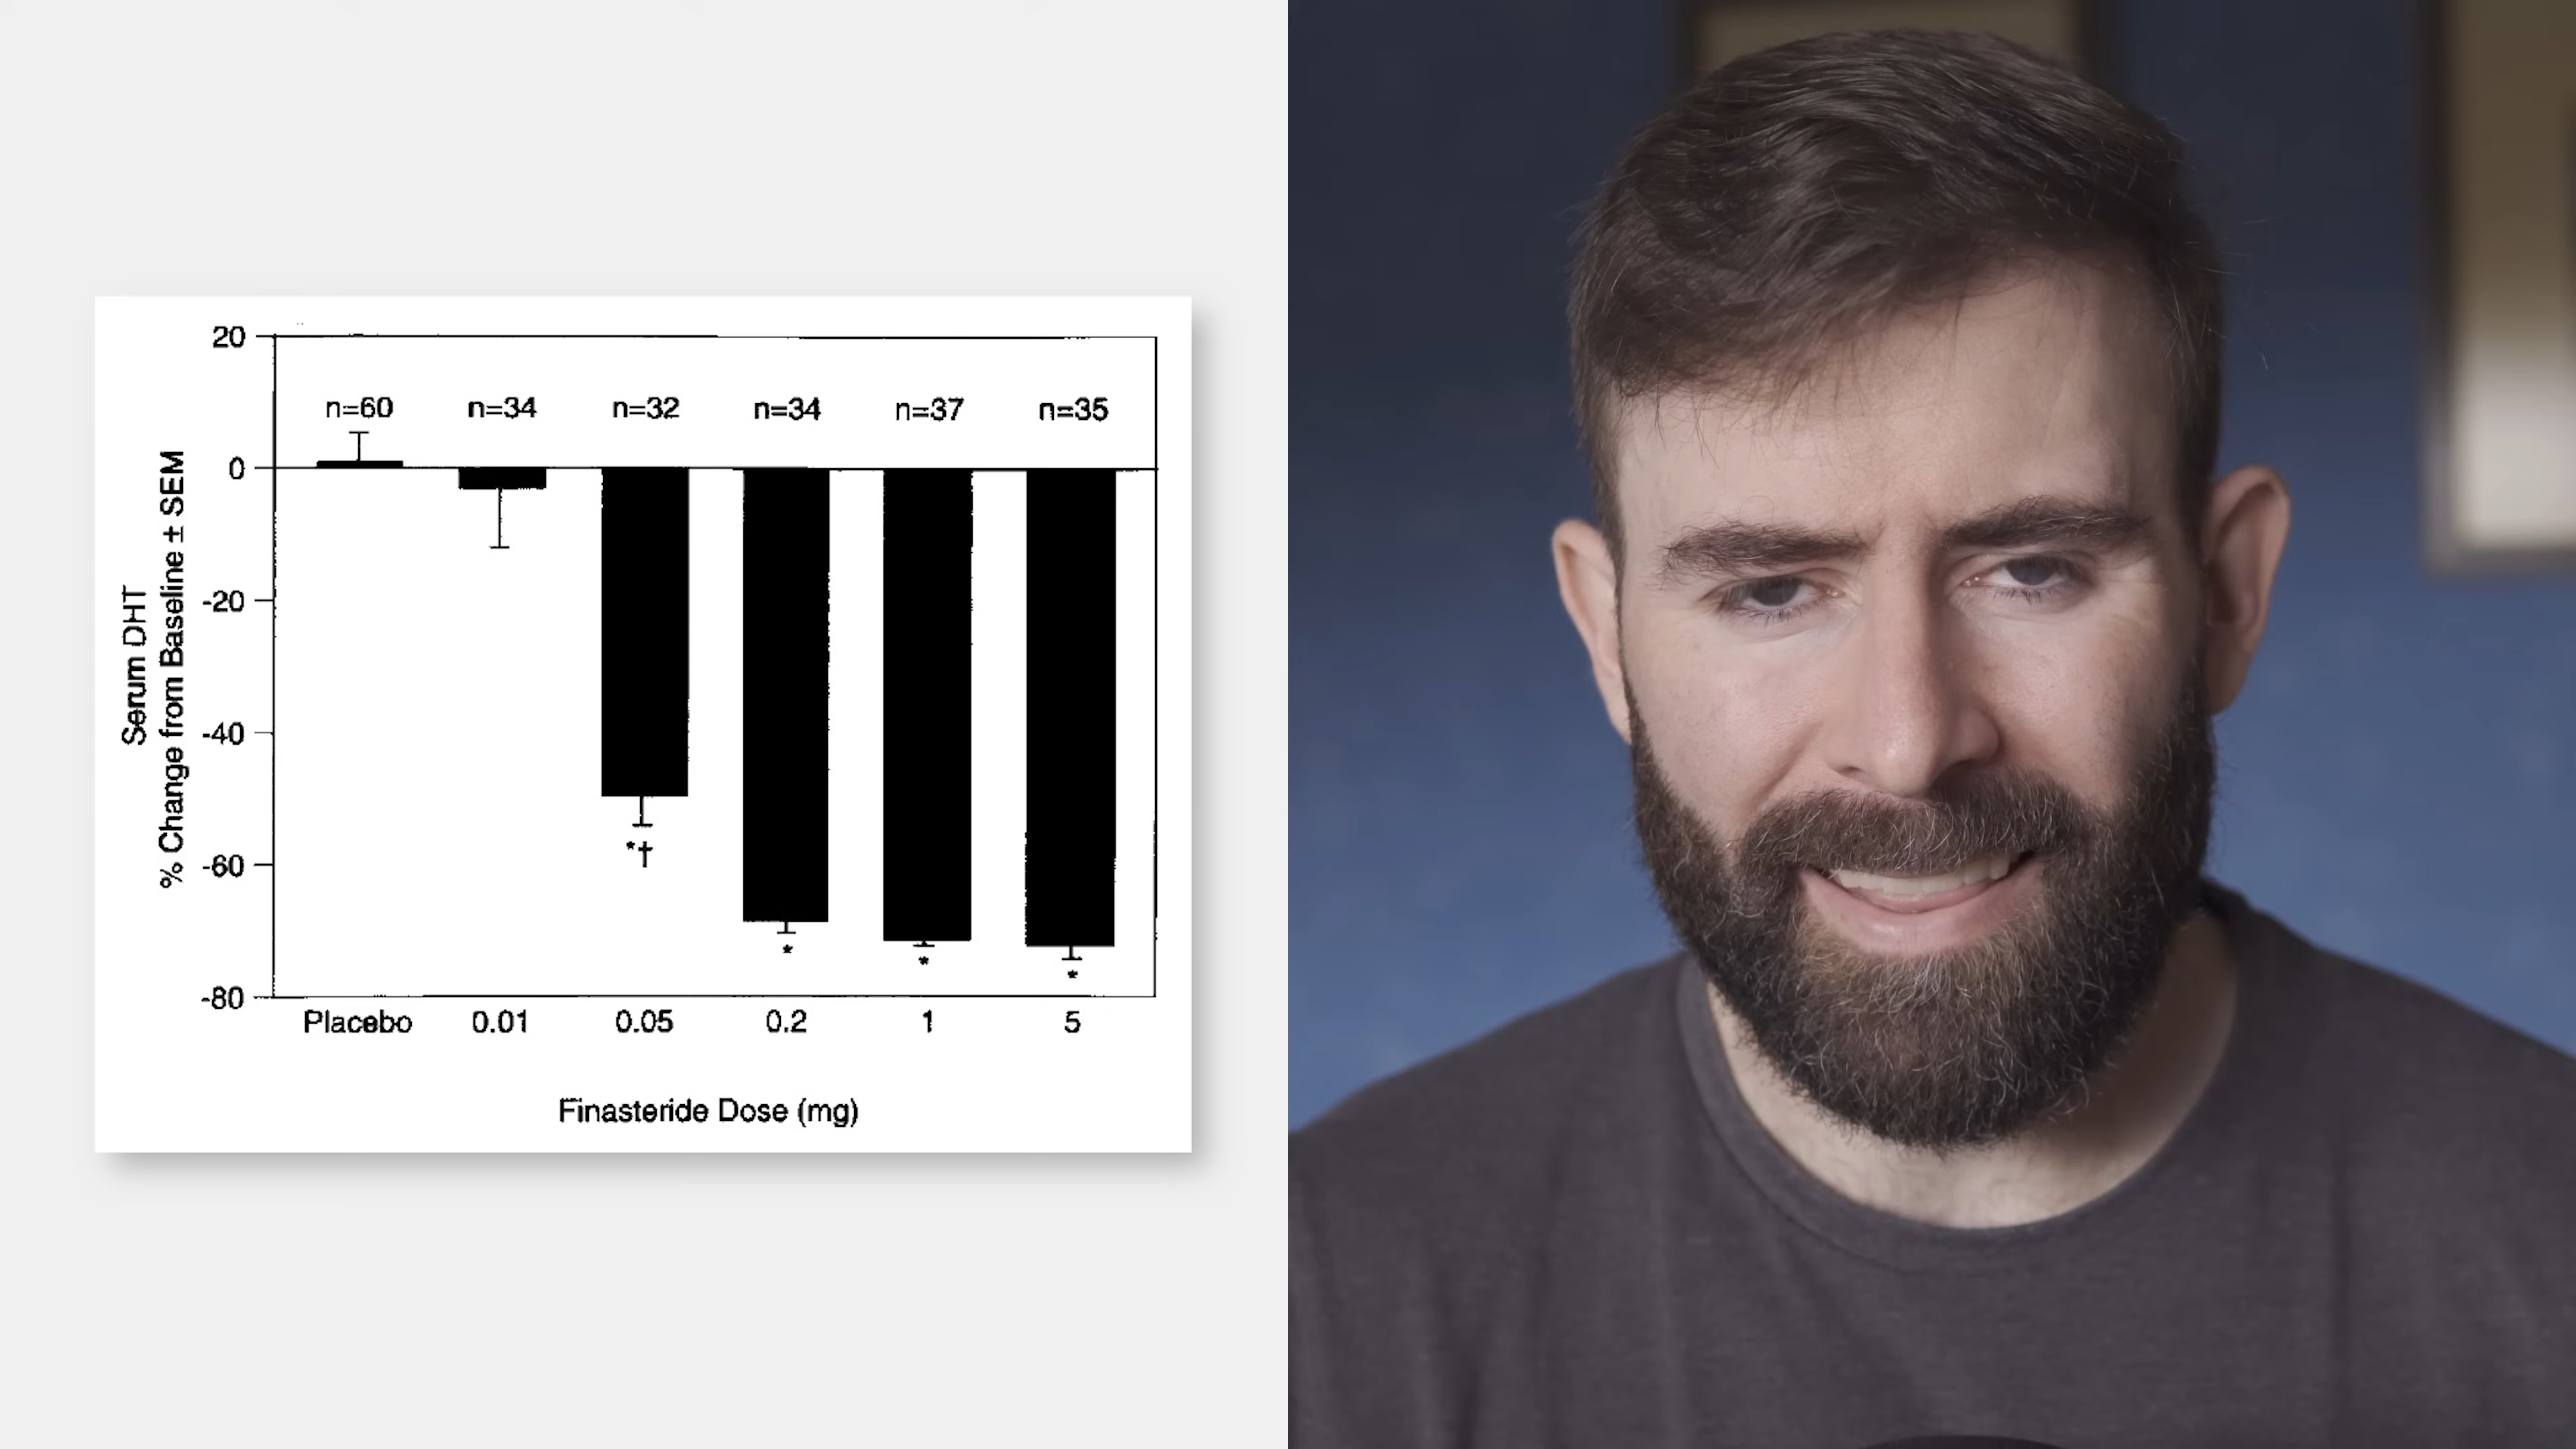 Serum DHT
% Change from Baseline ± SEM
20
0
-20
-40
-60
-80
n=60
n=34
n=32
n=34
n=37
n=35
*†
*
*
*
Placebo
0.01
0.05
0.2
1
5
Finasteride Dose (mg)